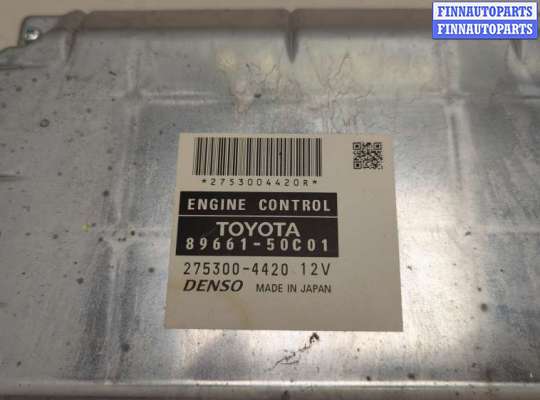 FINNAUTOPARTS
FINNAUTOPARTS
*2753004420R*
ENGINE CONTROL
TOYOTA
89661-50C01
275300-4420 12V
DENSO MADE IN JAPAN